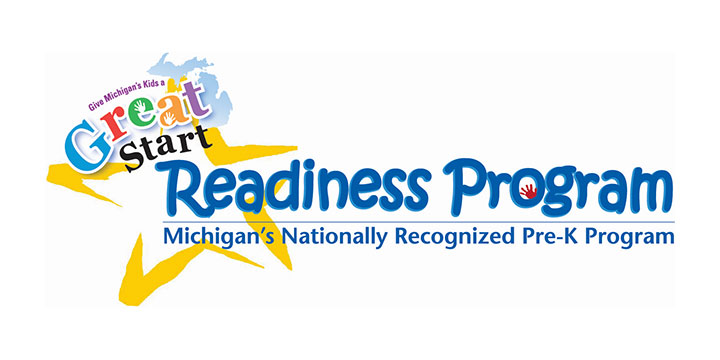 Give Michigan's Kids a
Great
Start
Readiness Program
Michigan's Nationally Recognized Pre-K Program